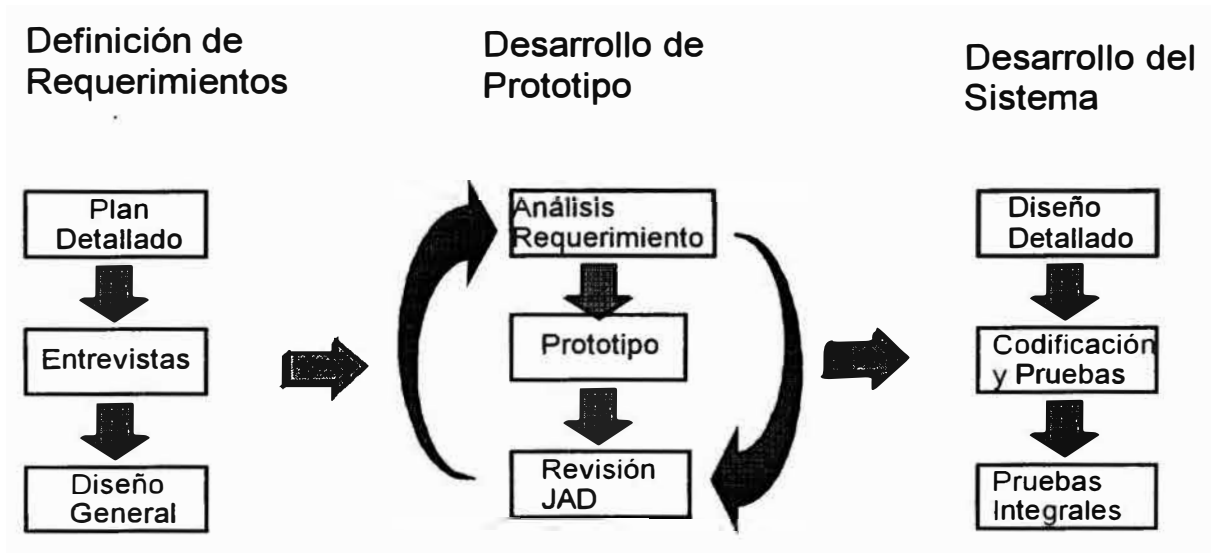 Definición de
Requerimientos
Desarrollo de
Prototipo
Desarrollo del
Sistema
Plan
Detallado
Entrevistas
Diseño
General
Análisis
Requerimiento
Prototipo
Revisión
JAD
Diseño
Detallado
Codificación
y Pruebas
Pruebas
Integrales